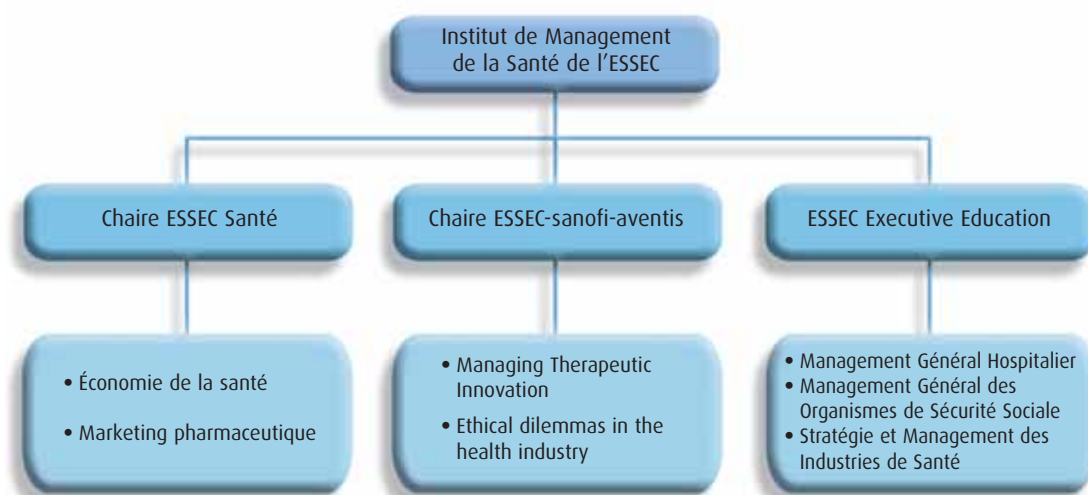 Institut de Management
de la Santé de l'ESSEC
Chaire ESSEC Santé
Chaire ESSEC-sanofi-aventis
ESSEC Executive Education
• Économie de la santé
• Marketing pharmaceutique
• Managing Therapeutic
Innovation
• Ethical dilemmas in the
health industry
• Management Général Hospitalier
• Management Général des
Organismes de Sécurité Sociale
• Stratégie et Management des
Industries de Santé